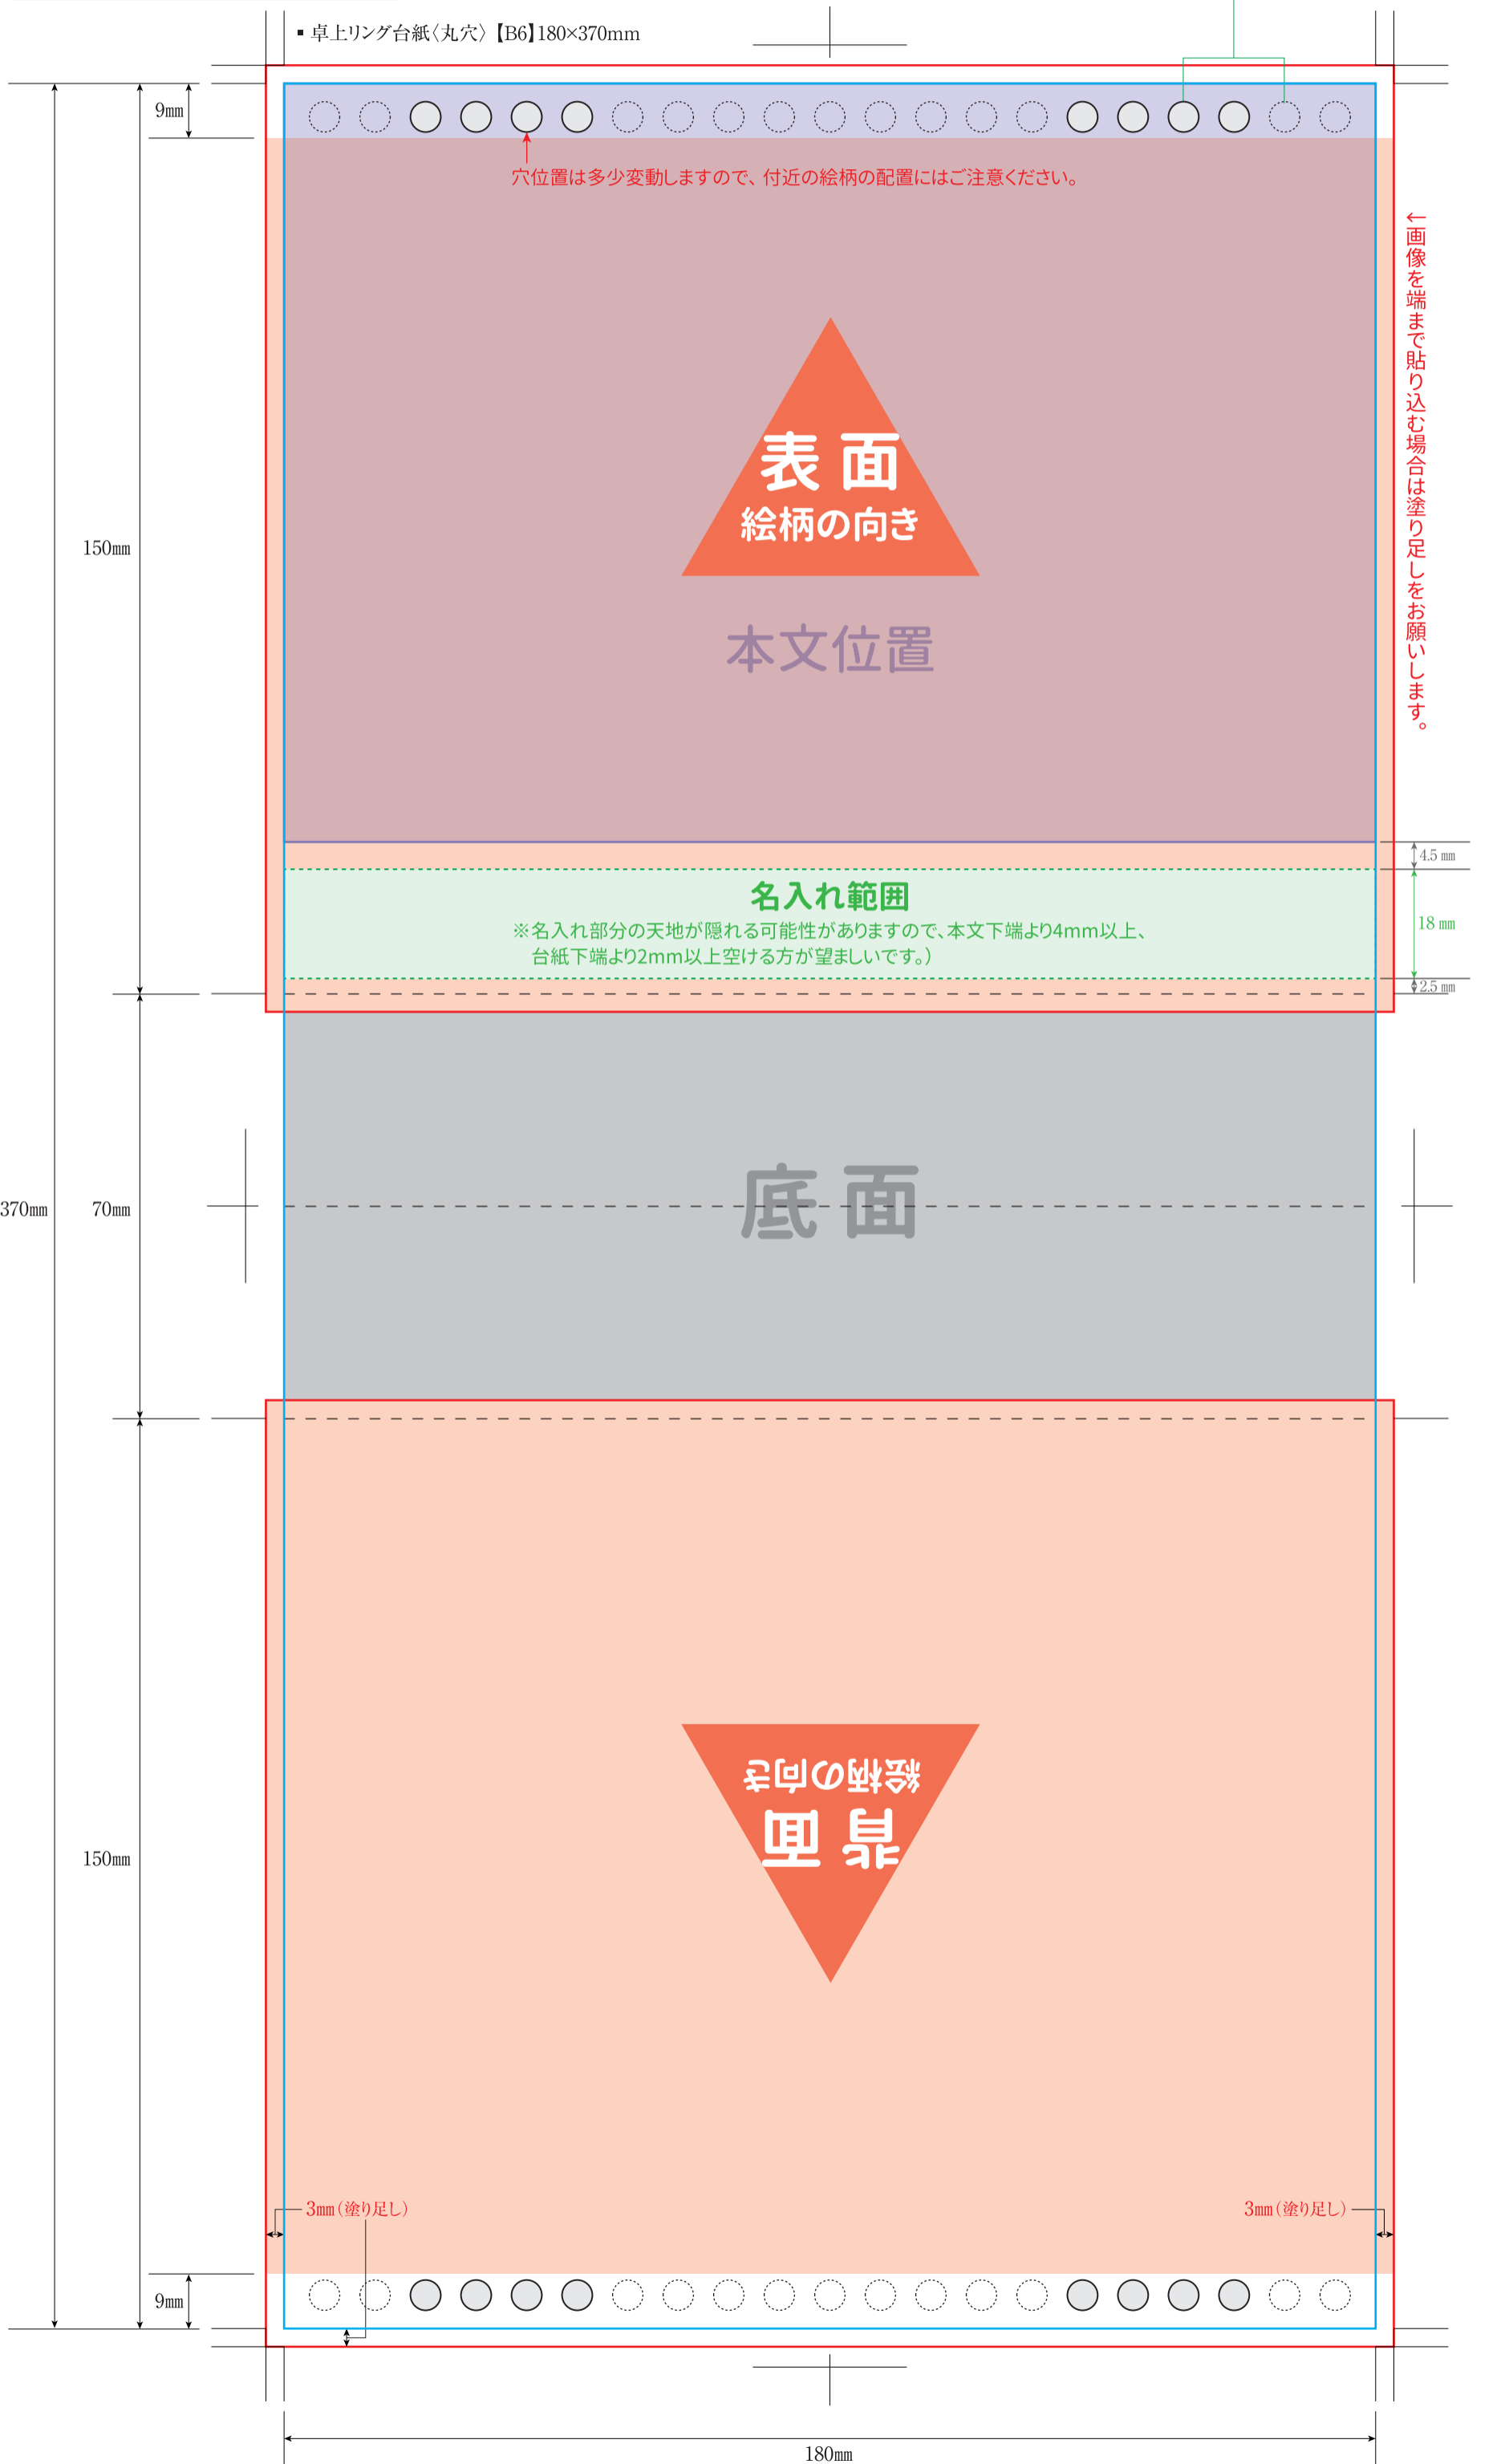 ▪ 卓上リング台紙〈丸穴〉【B6】180×370mm
9mm
穴位置は多少変動しますので、付近の絵柄の配置にはご注意ください。
←画像を端まで貼り込む場合は塗り足しをお願いします。
表 面
絵柄の向き
150mm
本文位置
4.5 mm
名入れ範囲
※名入れ部分の天地が隠れる可能性がありますので、本文下端より4mm以上、
台紙下端より2mm以上空ける方が望ましいです。）
18 mm
2.5 mm
370mm
70mm
底 面
背 面
絵柄の向き
150mm
3mm（塗り足し）
3mm（塗り足し）
9mm
180mm